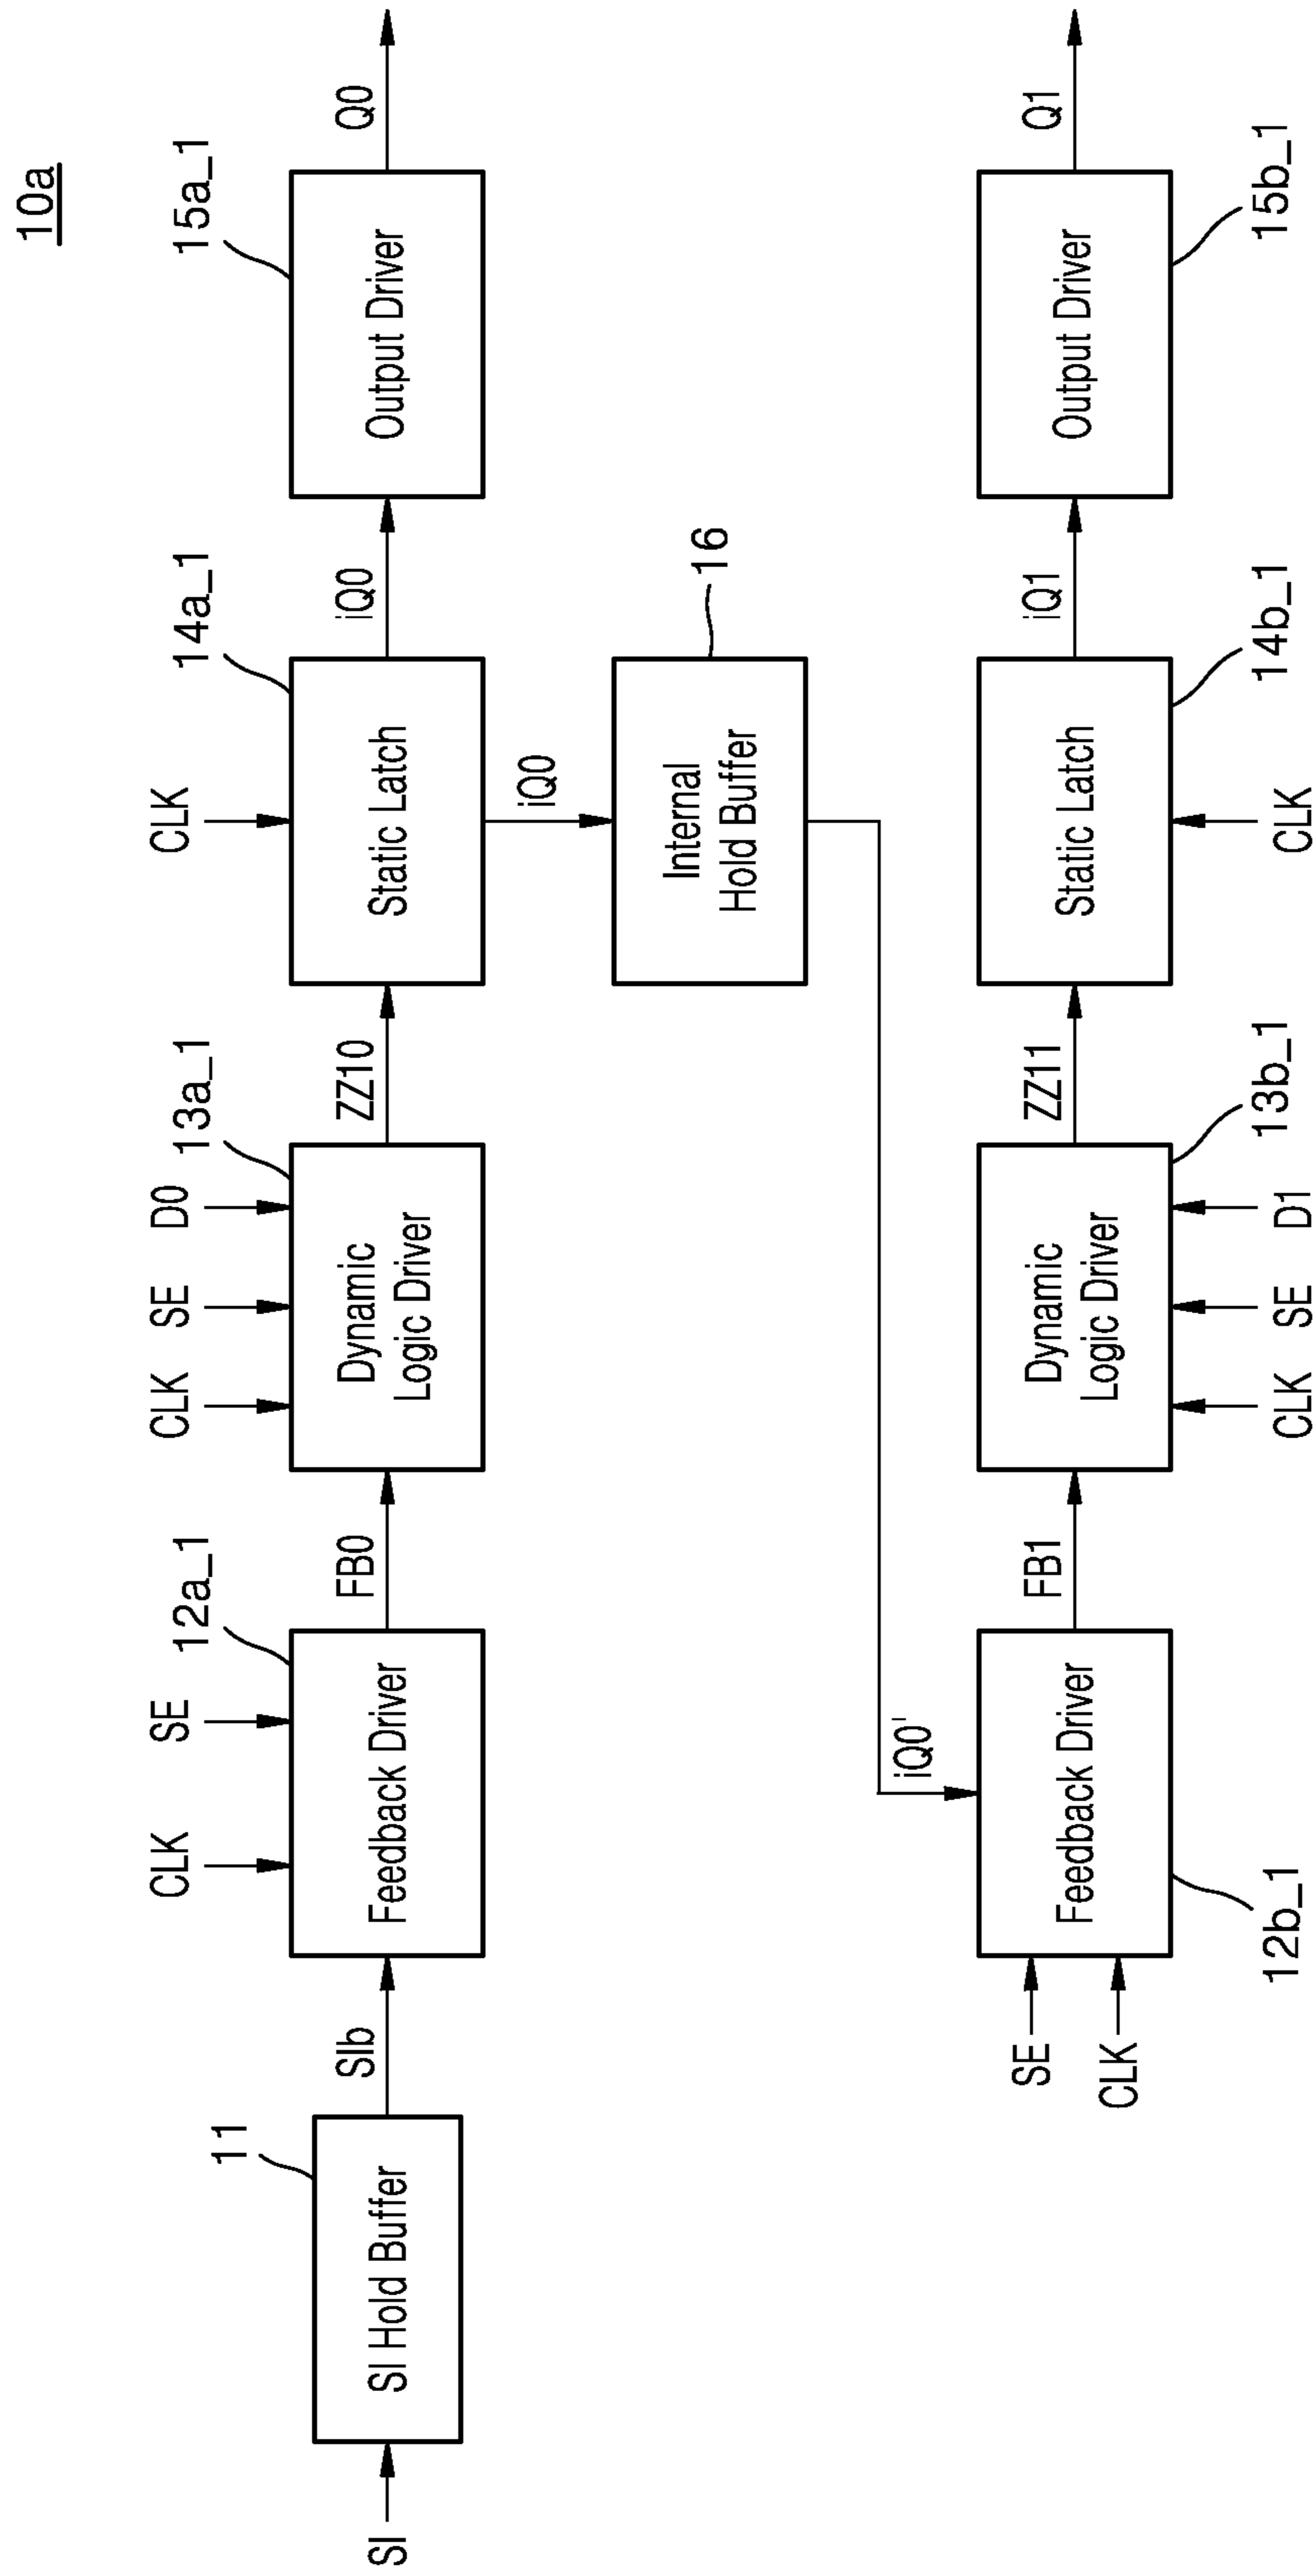 10a
SI
11
SI Hold Buffer
SIb
CLK
SE
12a_1
Feedback Driver
FB0
CLK
SE
D0
13a_1
Dynamic
Logic Driver
ZZ10
CLK
14a_1
Static Latch
iQ0
15a_1
Output Driver
Q0
iQ0
16
Internal
Hold Buffer
iQ0'
SE
CLK
Feedback Driver
12b_1
FB1
Dynamic
Logic Driver
CLK
SE
D1
13b_1
ZZ11
Static Latch
CLK
14b_1
iQ1
Output Driver
15b_1
Q1